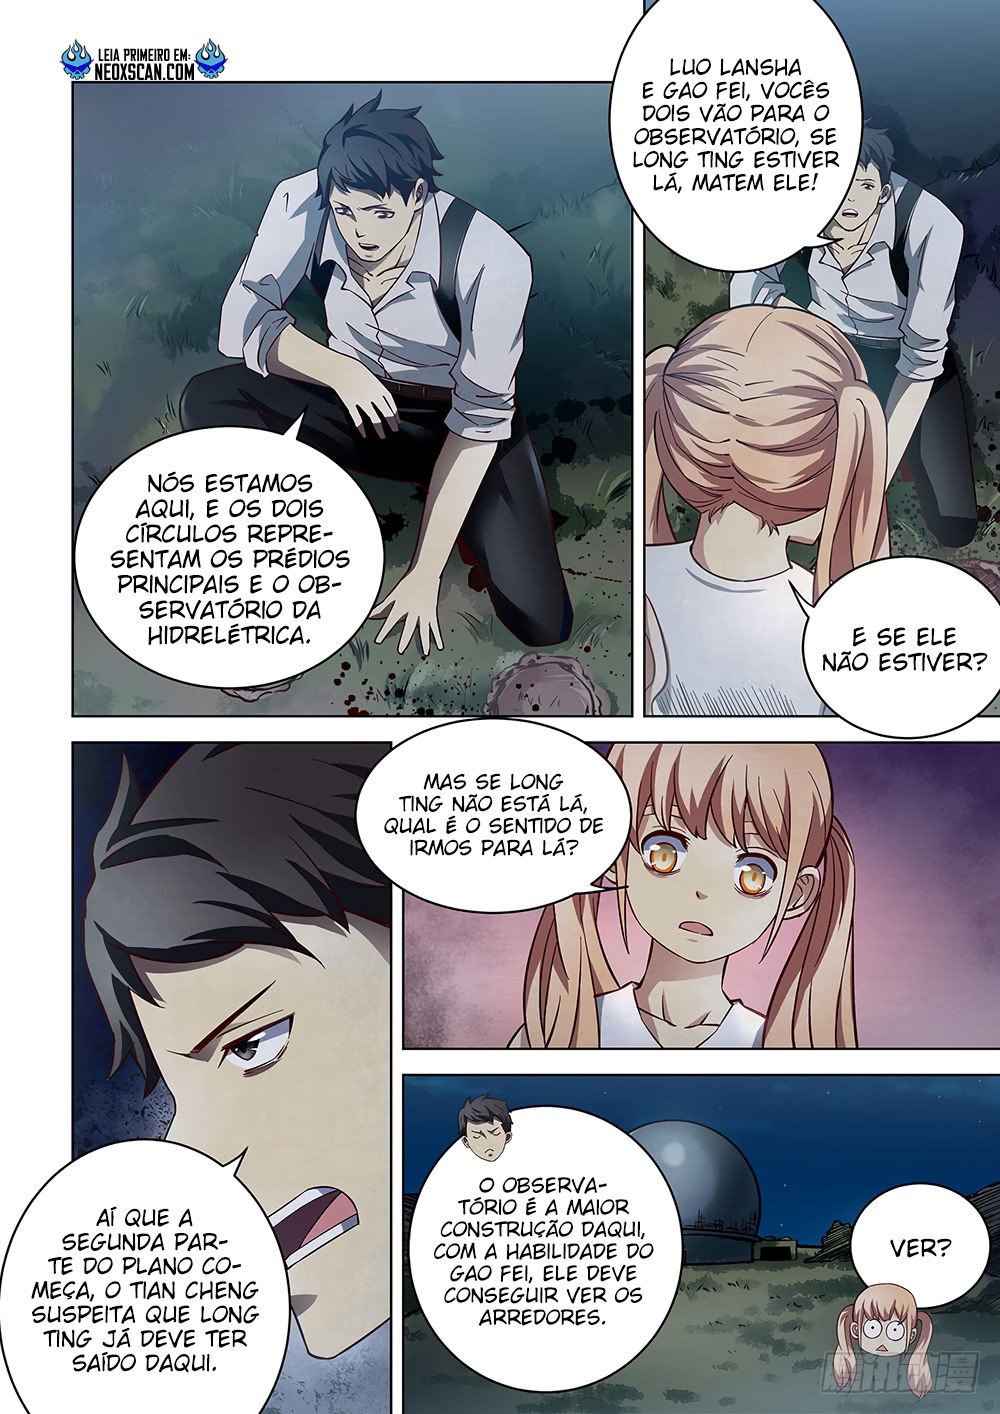 LEIA PRIMEIRO EM:
NEOXSCAN.COM
NÓS ESTAMOS
AQUI, E OS DOIS
CÍRCULOS REPRE-
SENTAM OS PRÉDIOS
PRINCIPAIS E O OB-
SERVATÓRIO DA
HIDRELÉTRICA.
LUO LANSHA
E GAO FEI, VOCÊS
DOIS VÃO PARA O
OBSERVATÓRIO, SE
LONG TING ESTIVER
LÁ, MATEM ELE!
E SE ELE
NÃO ESTIVER?
MAS SE LONG
TING NÃO ESTÁ LÁ,
QUAL É O SENTIDO DE
IRMOS PARA LÁ?
AÍ QUE A
SEGUNDA PAR-
TE DO PLANO CO-
MEÇA, O TIAN CHENG
SUSPEITA QUE LONG
TING JÁ DEVE TER
SAÍDO DAQUI.
O OBSERVA-
TÓRIO É A MAIOR
CONSTRUÇÃO DAQUI,
COM A HABILIDADE DO
GAO FEI, ELE DEVE
CONSEGUIR VER OS
ARREDORES.
VER?